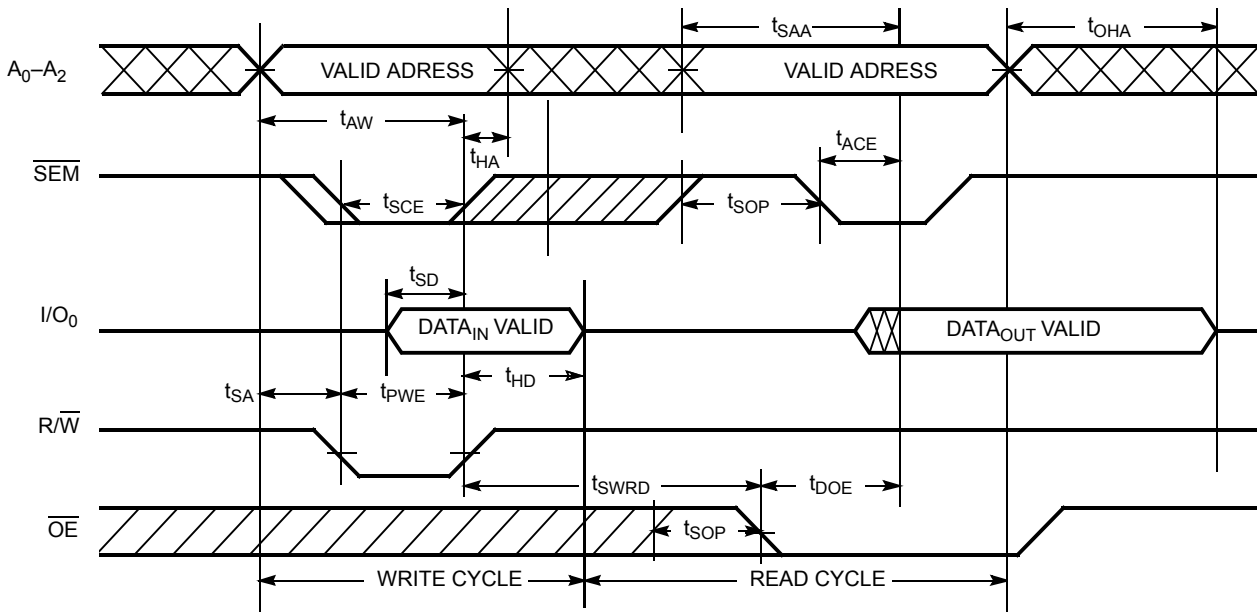 tSAA
tOHA
A0–A2
VALID ADRESS
VALID ADRESS
tAW
tHA
tACE
SEM
tSCE
tSOP
tSD
I/O0
DATAIN VALID
DATAOUT VALID
tSA
tPWE
tHD
R/W
tSWRD
tDOE
OE
tSOP
WRITE CYCLE
READ CYCLE